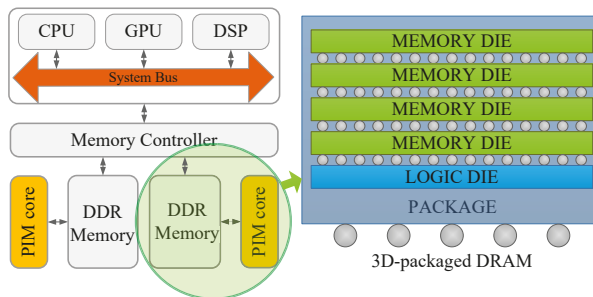 CPU
GPU
DSP
System Bus
Memory Controller
PIM core
DDR
Memory
DDR
Memory
PIM core
MEMORY DIE
MEMORY DIE
MEMORY DIE
MEMORY DIE
LOGIC DIE
PACKAGE
3D-packaged DRAM